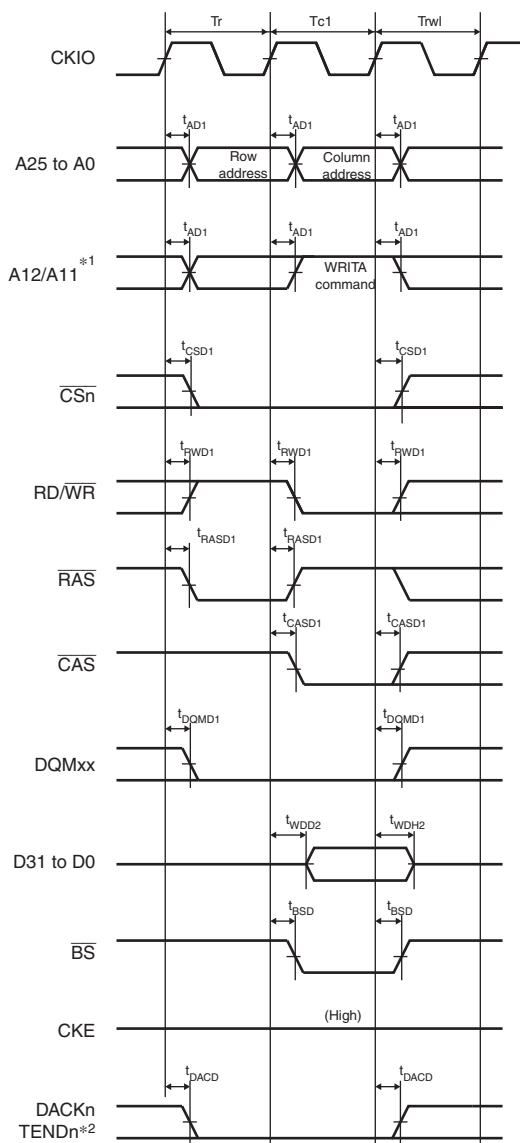 Tr Tc1 Trwl
CKIO
tAD1 tAD1 tAD1
A25 to A0
Row address
Column address
tAD1 tAD1 tAD1
A12/A11*1
WRITA command
tCSD1 tCSD1
CSn
tRWD1 tRWD1 tRWD1
RD/WR
tRASD1 tRASD1
RAS
tCASD1 tCASD1
CAS
tDQMD1 tDQMD1
DQMxx
tWDD2 tWDH2
D31 to D0
tBSD tBSD
BS
(High)
CKE
tDACD tDACD
DACKn
TENDn*2